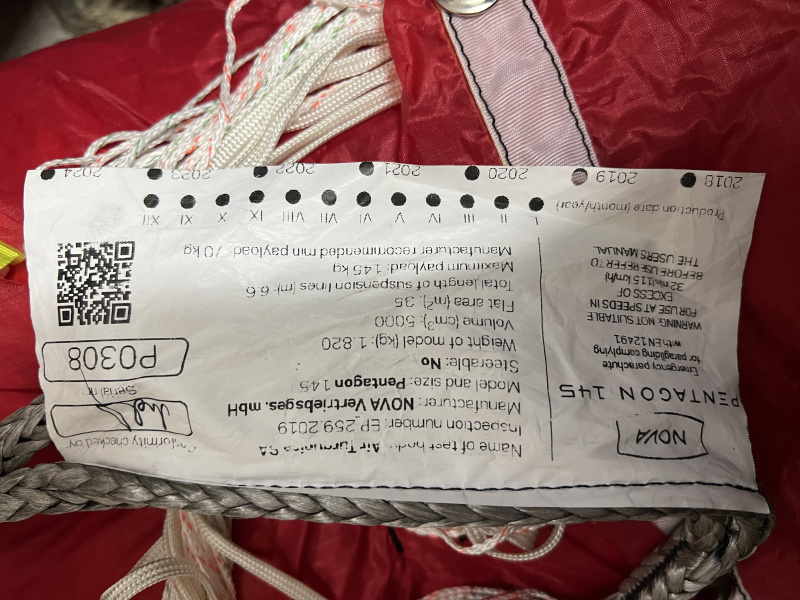 NOVA
PENTAGON 145
Emergency parachute
for paragliding complying
with EN12491
WARNING: NOT SUITABLE
FOR USE AT SPEEDS IN
EXCESS OF
32 m/s (115 km/h)
BEFORE USE REFER TO
THE USERS MANUAL
Name of test body: Air Turquoise SA
Inspection number: EP_259.2019
Manufacturer: NOVA Vertriebsges. mbH
Model and size: Pentagon 145
Steerable: No
Weight of model (kg): 1.820
Volume (cm³): 5000
Flat area (m²): 35
Total length of suspension lines (m): 6.6
Maximum payload: 145 kg
Manufacturer recommended min payload: 70 kg
Conformity checked by
Serial nr.
P0308
Production date (month/year)
I II III IV V VI VII VIII IX X XI XII
2018 2019 2020 2021 2022 2023 2024